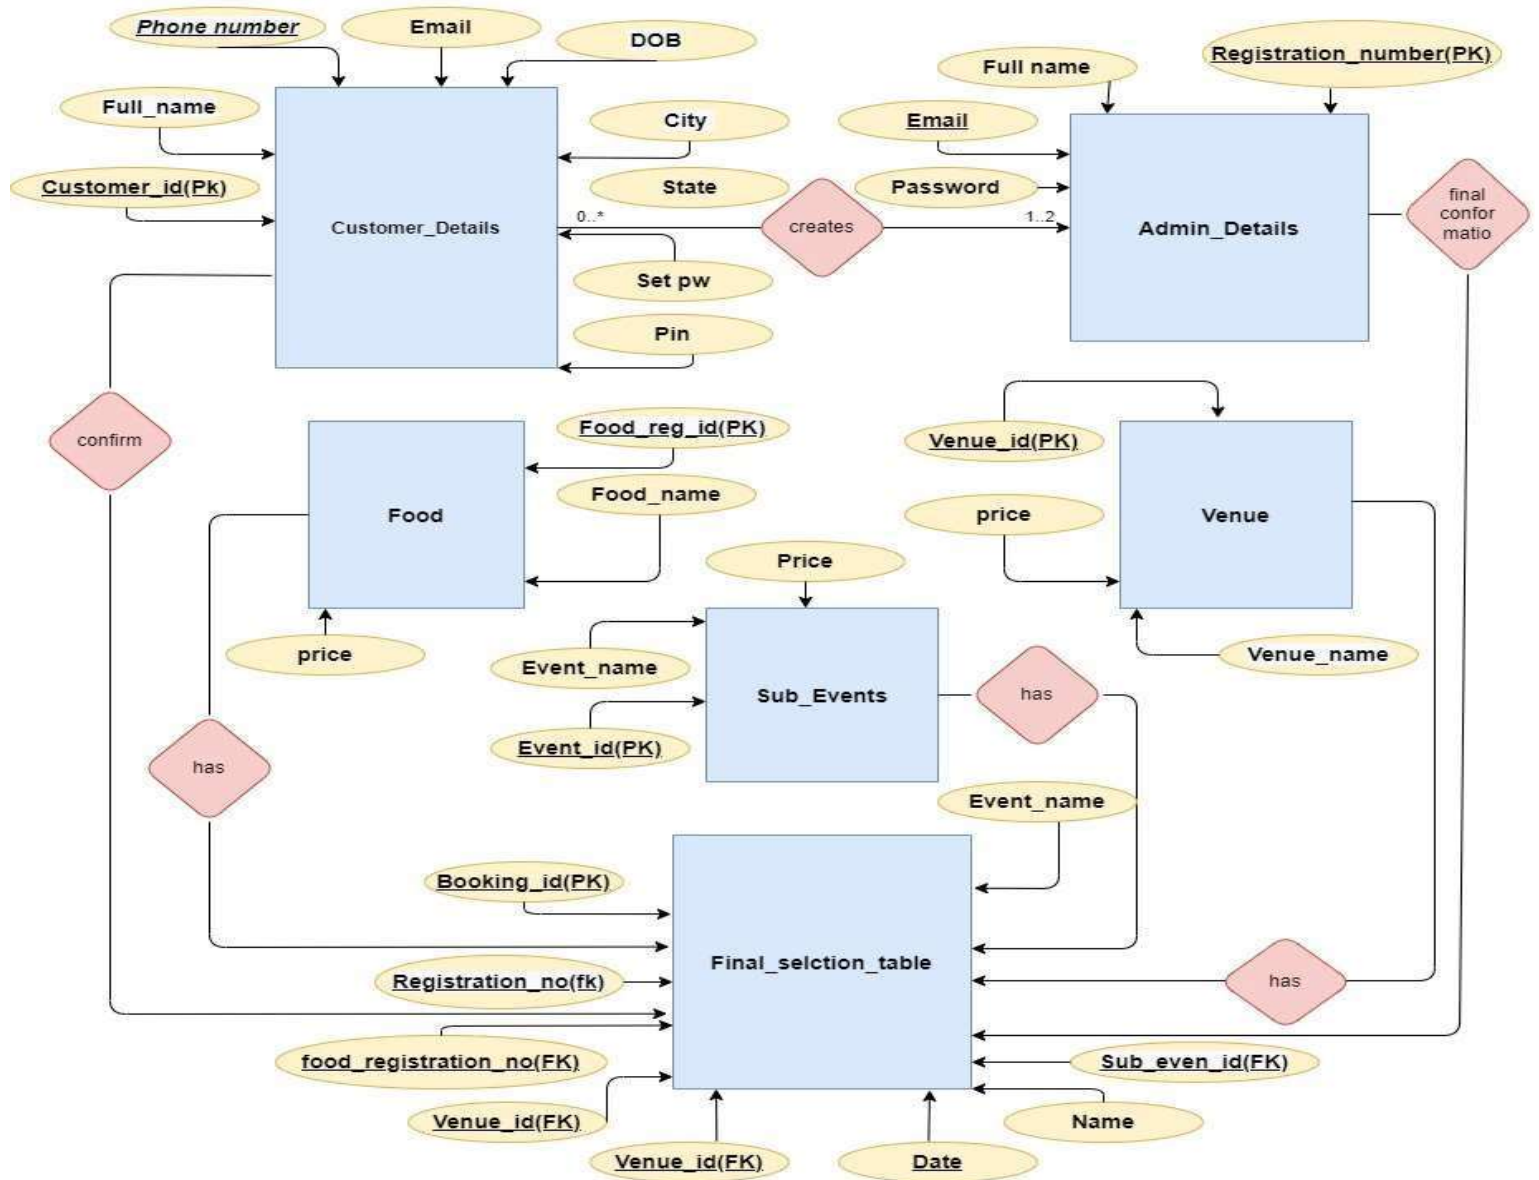 Phone number
Email
DOB
Full name
Registration_number(PK)
Full_name
City
Email
Customer_id(Pk)
State
Password
final
confor
matio
Customer_Details
0..*
creates
1..2
Admin_Details
Set pw
Pin
confirm
Food_reg_id(PK)
Venue_id(PK)
Food_name
Food
price
Venue
Price
price
Event_name
Venue_name
Sub_Events
has
Event_id(PK)
has
Event_name
Booking_id(PK)
Final_selction_table
Registration_no(fk)
has
food_registration_no(FK)
Sub_even_id(FK)
Venue_id(FK)
Name
Venue_id(FK)
Date